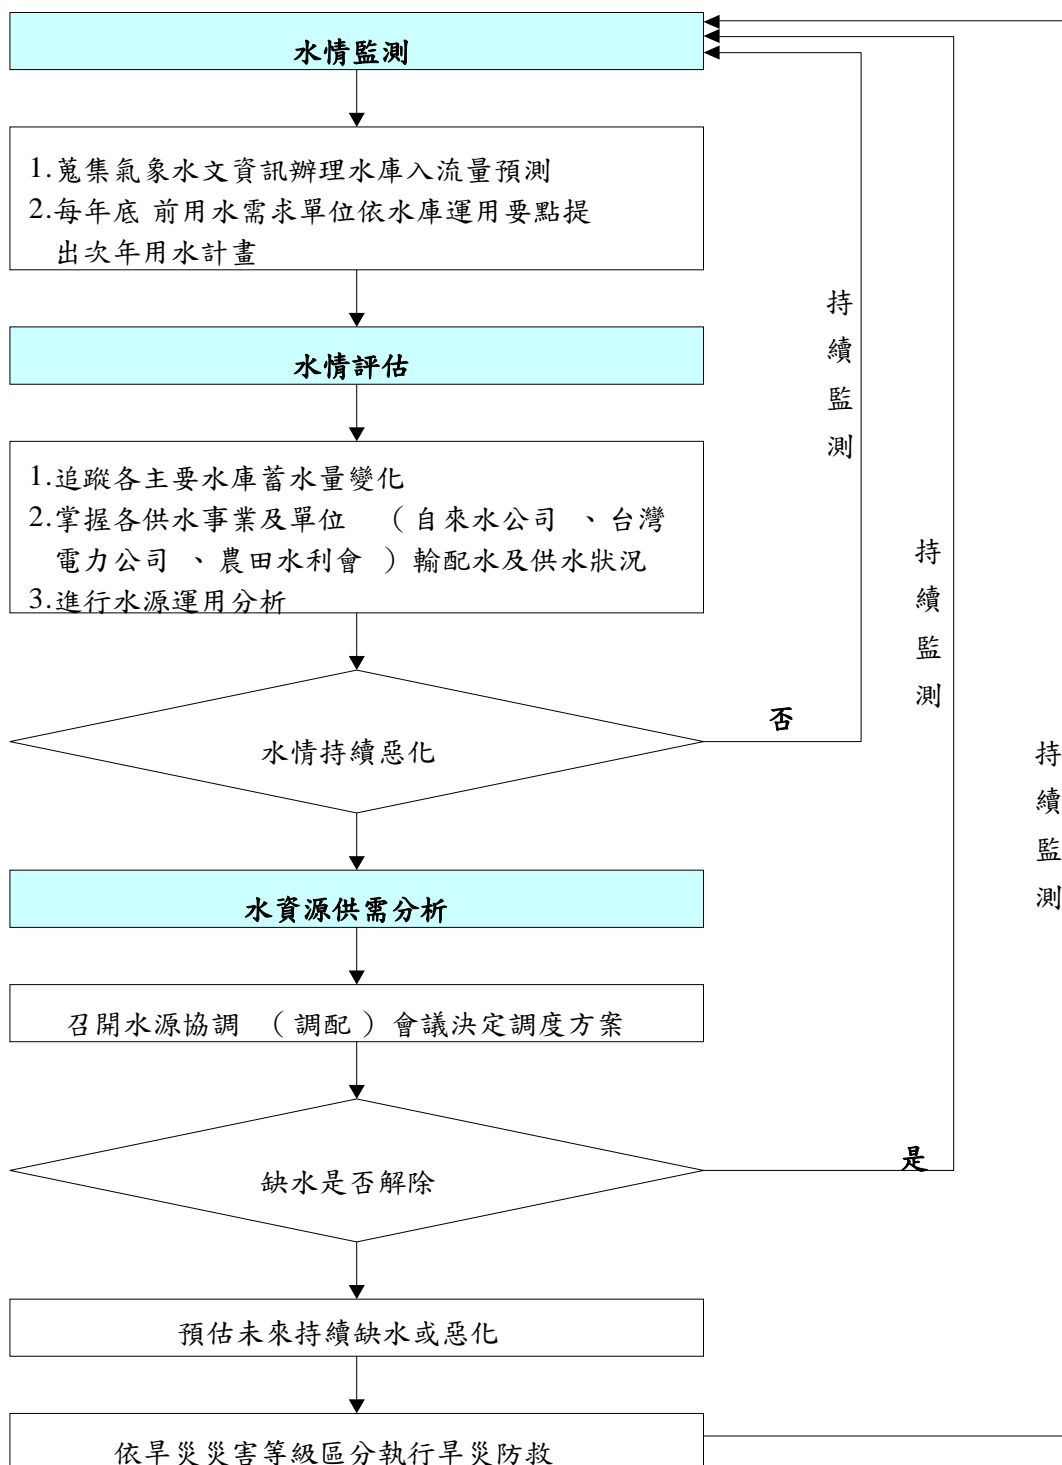 水情監測
1.蒐集氣象水文資訊辦理水庫入流量預測
2.每年底 前用水需求單位依水庫運用要點提
出次年用水計畫
水情評估
1.追蹤各主要水庫蓄水量變化
2.掌握各供水事業及單位 （自來水公司 、台灣
電力公司 、農田水利會 ）輸配水及供水狀況
3.進行水源運用分析
水情持續惡化
否
持續監測
水資源供需分析
召開水源協調 （調配）會議決定調度方案
缺水是否解除
是
持續監測
預估未來持續缺水或惡化
依旱災災害等級區分執行旱災防救
持續監測